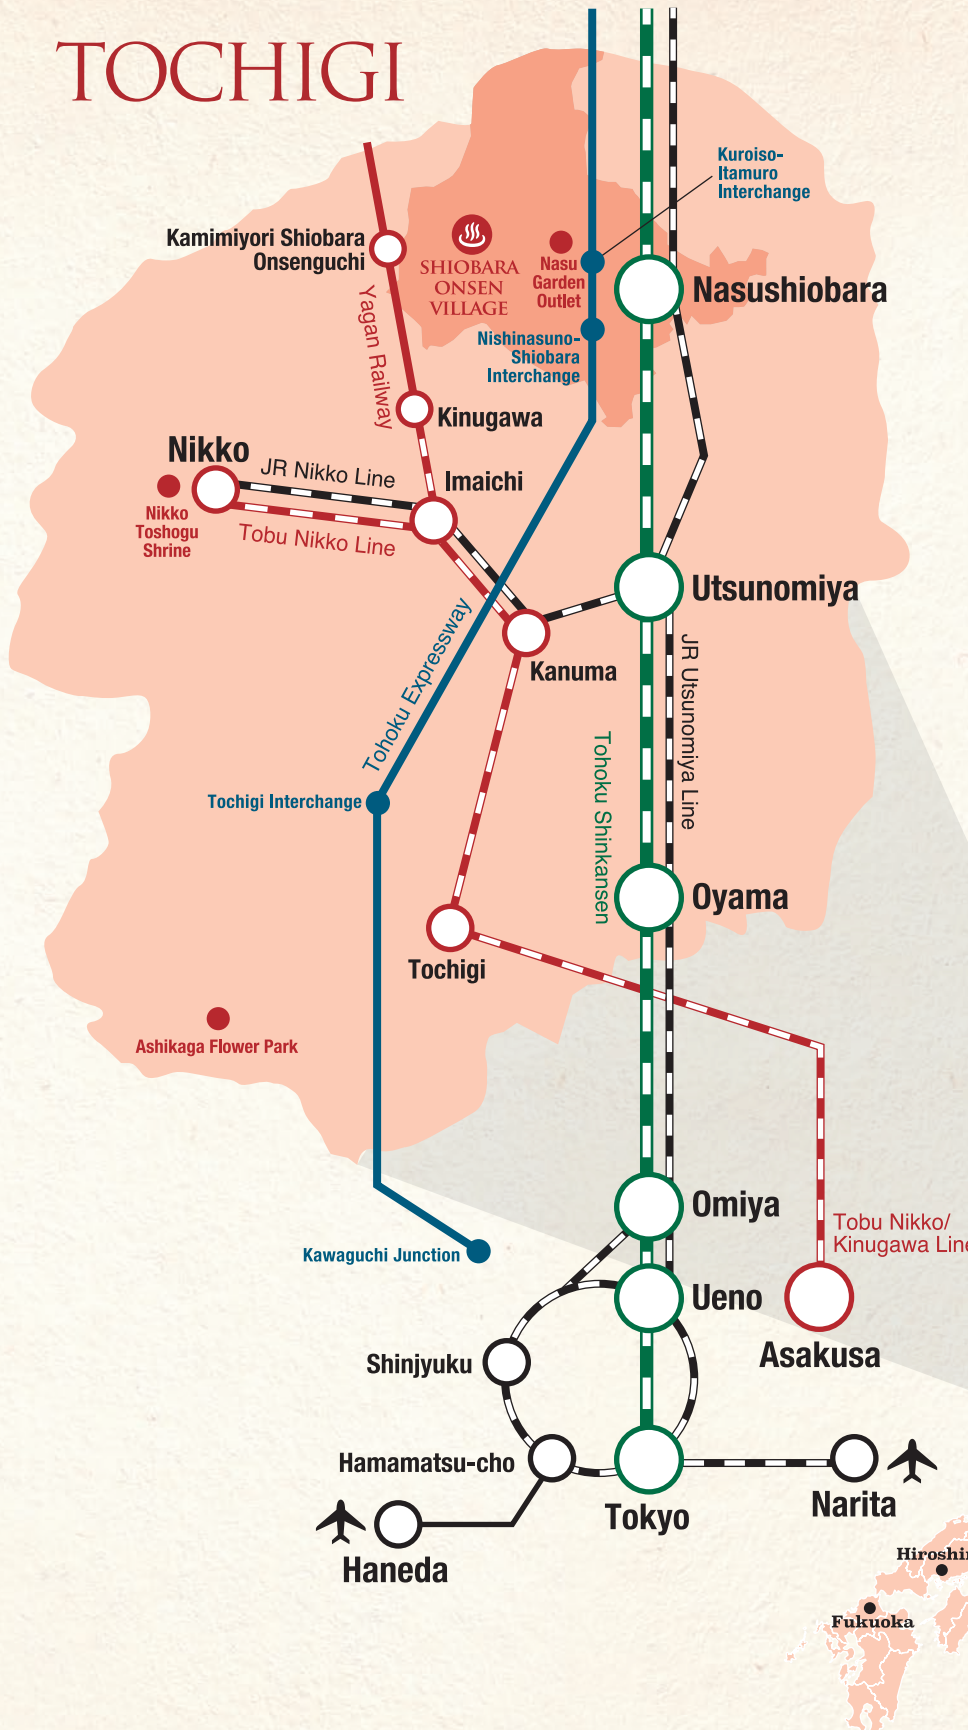 TOCHIGI
Kuroiso-
Itamuro
Interchange
Kamimiyori Shiobara
Onsenguchi
SHIOBARA
ONSEN
VILLAGE
Nasu
Garden
Outlet
Nasushiobara
Yagan Railway
Nishinasuno-
Shiobara
Interchange
Kinugawa
Nikko
JR Nikko Line
Imaichi
Nikko
Toshogu
Shrine
Tobu Nikko Line
Utsunomiya
Tohoku Expressway
Kanuma
JR Utsunomiya Line
Tohoku Shinkansen
Tochigi Interchange
Oyama
Tochigi
Ashikaga Flower Park
Omiya
Tobu Nikko/
Kinugawa Line
Kawaguchi Junction
Ueno
Asakusa
Shinjyuku
Hamamatsu-cho
Tokyo
Narita
Haneda
Hiroshi
Fukuoka